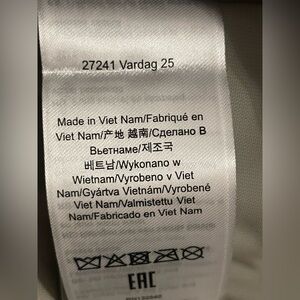 27241 Vardag 25
Made in Viet Nam/Fabriqué en
Viet Nam/产地 越南/Сделано В
Вьетнаме/제조국
베트남/Wykonano w
Wietnam/Vyrobeno v Viet
Nam/Gyártva Vietnám/Vyrobené
Viet Nam/Valmistettu Viet
Nam/Fabricado en Viet Nam
EAC